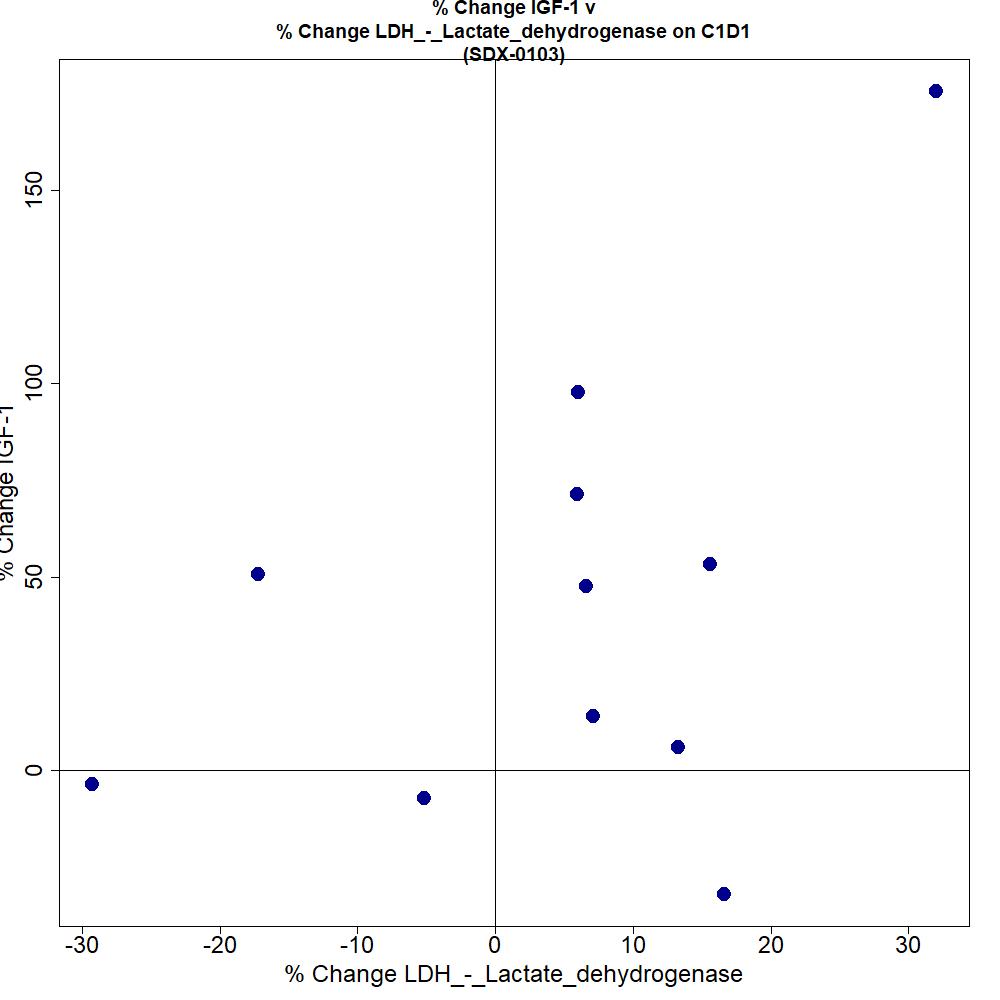 % Change IGF-1 v
% Change LDH_-_Lactate_dehydrogenase on C1D1
(SDX-0103)
% Change IGF-1
150
100
50
0
-30 -20 -10 0 10 20 30
% Change LDH_-_Lactate_dehydrogenase